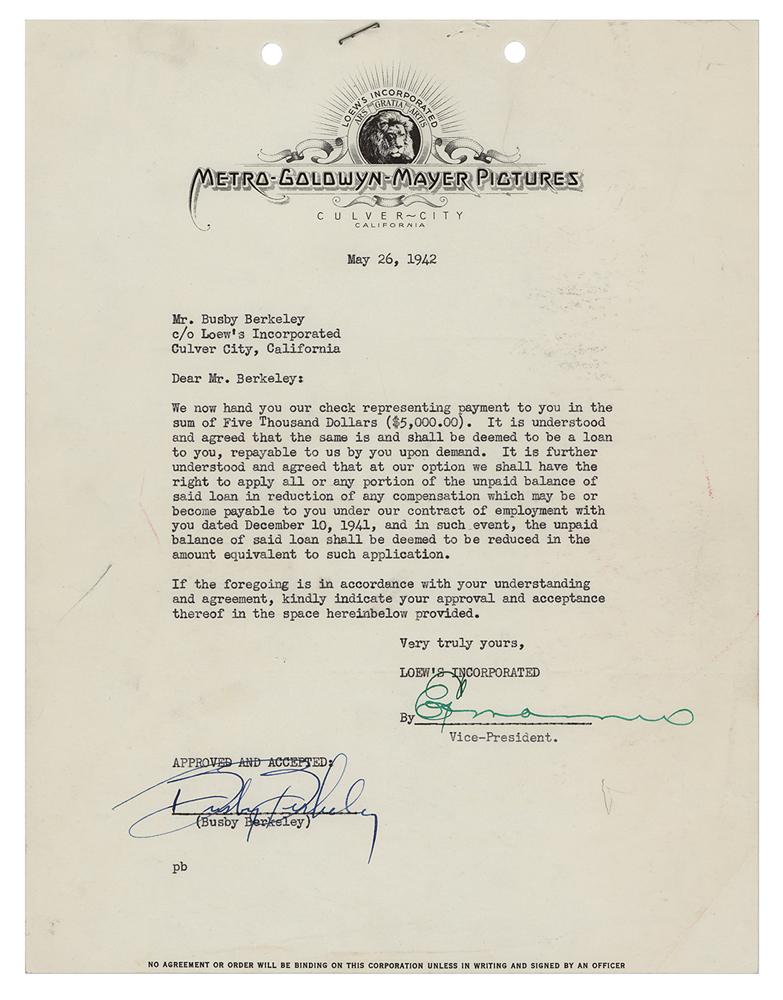 LOEW'S INCORPORATED
ARS GRATIA ARTIS
METRO-GOLDWYN-MAYER PICTURES
CULVER~CITY
CALIFORNIA
May 26, 1942
Mr. Busby Berkeley
c/o Loew's Incorporated
Culver City, California
Dear Mr. Berkeley:
We now hand you our check representing payment to you in the
sum of Five Thousand Dollars ($5,000.00). It is understood
and agreed that the same is and shall be deemed to be a loan
to you, repayable to us by you upon demand. It is further
understood and agreed that at our option we shall have the
right to apply all or any portion of the unpaid balance of
said loan in reduction of any compensation which may be or
become payable to you under our contract of employment with
you dated December 10, 1941, and in such event, the unpaid
balance of said loan shall be deemed to be reduced in the
amount equivalent to such application.
If the foregoing is in accordance with your understanding
and agreement, kindly indicate your approval and acceptance
thereof in the space hereinbelow provided.
Very truly yours,
LOEW'S INCORPORATED
By
Vice-President.
APPROVED AND ACCEPTED:
Busby Berkeley
(Busby Berkeley)
pb
NO AGREEMENT OR ORDER WILL BE BINDING ON THIS CORPORATION UNLESS IN WRITING AND SIGNED BY AN OFFICER